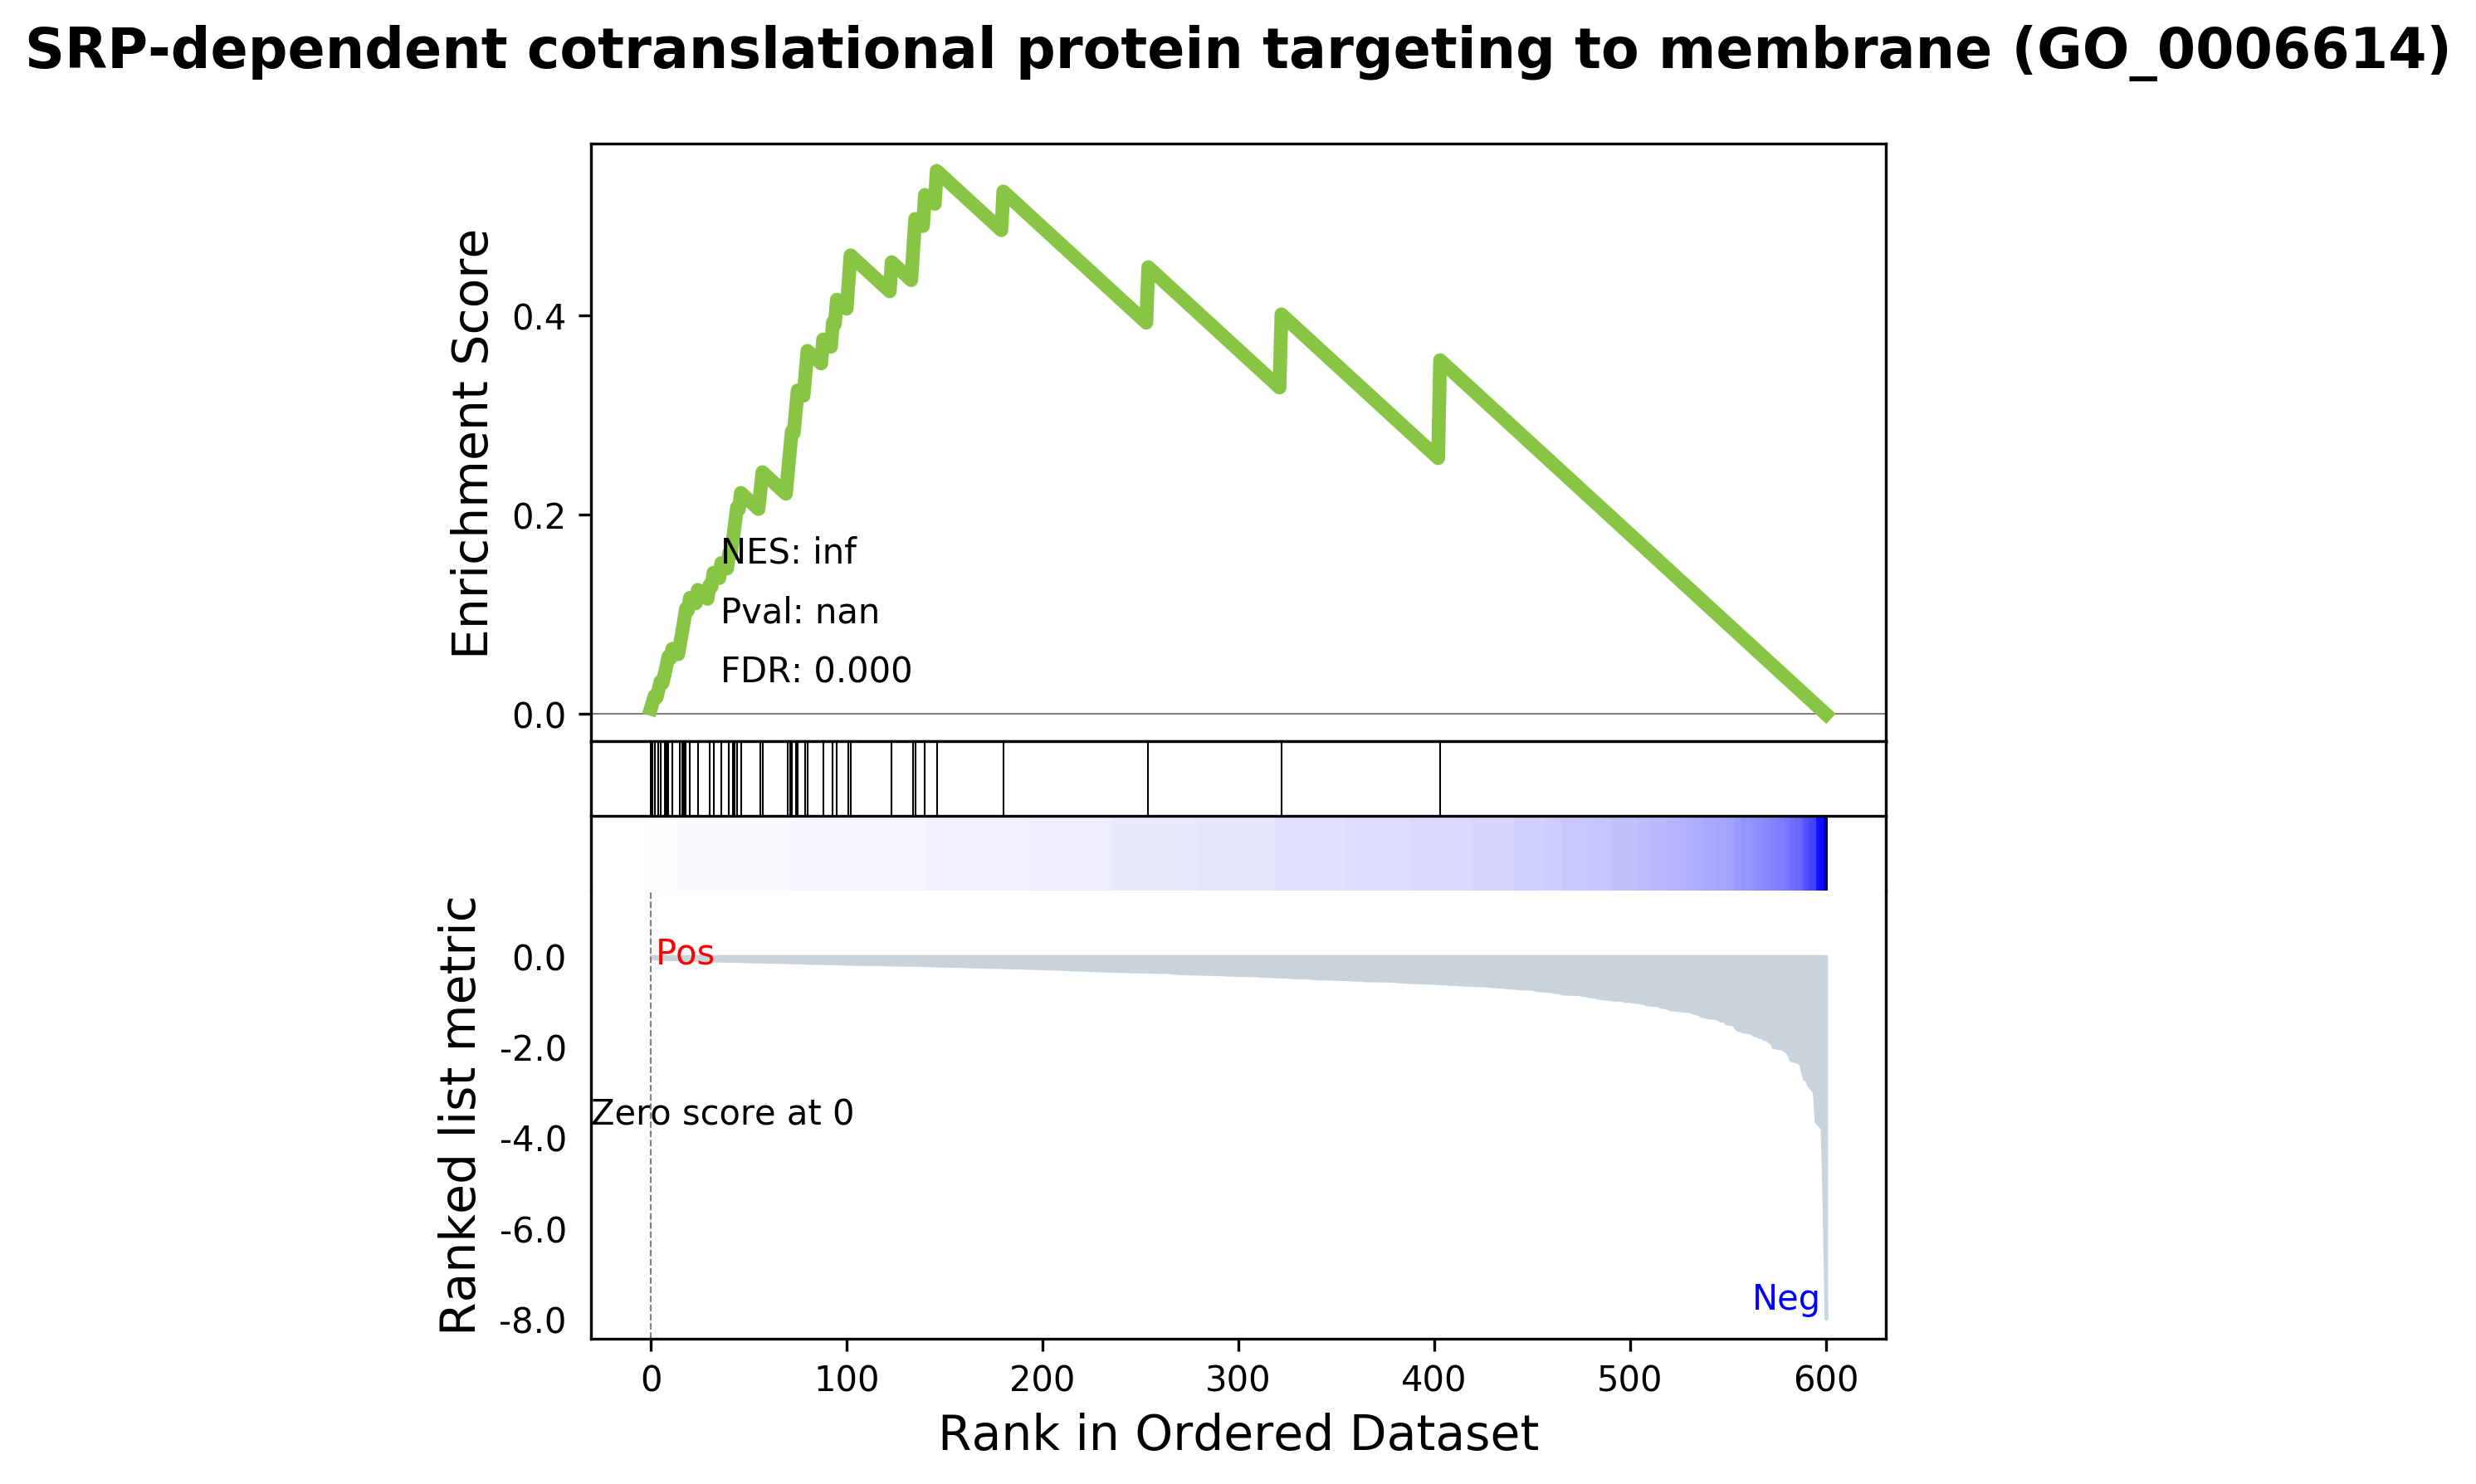 SRP-dependent cotranslational protein targeting to membrane (GO_0006614)
Enrichment Score
0.4
0.2
0.0
NES: inf
Pval: nan
FDR: 0.000
Ranked list metric
0.0
-2.0
-4.0
-6.0
-8.0
Pos
Zero score at 0
Neg
0 100 200 300 400 500 600
Rank in Ordered Dataset